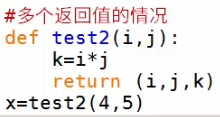 #多个返回值的情况
def test2(i,j):
    k=i*j
    return (i,j,k)
x=test2(4,5)